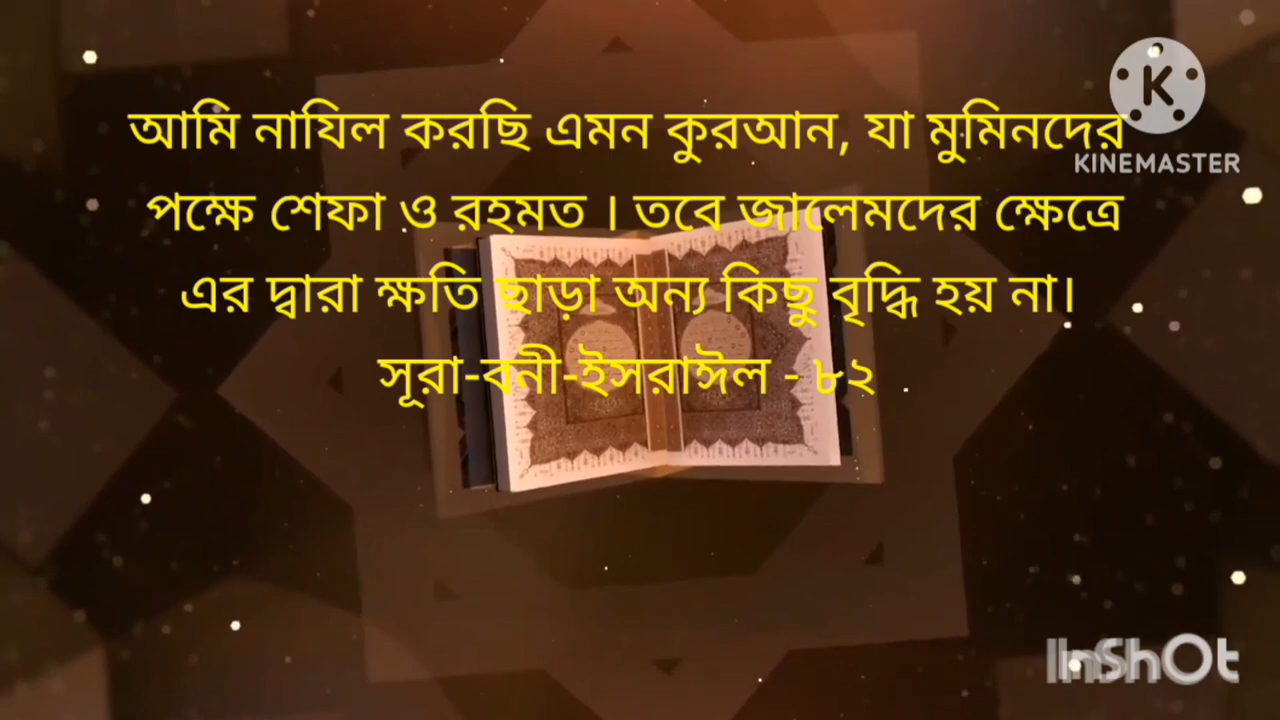 আমি নাযিল করছি এমন কুরআন, যা মুমিনদের
পক্ষে শেফা ও রহমত । তবে জালেমদের ক্ষেত্রে
এর দ্বারা ক্ষতি ছাড়া অন্য কিছু বৃদ্ধি হয় না।
সূরা-বনী-ইসরাঈল - ৮২
K
KINEMASTER
InShOt